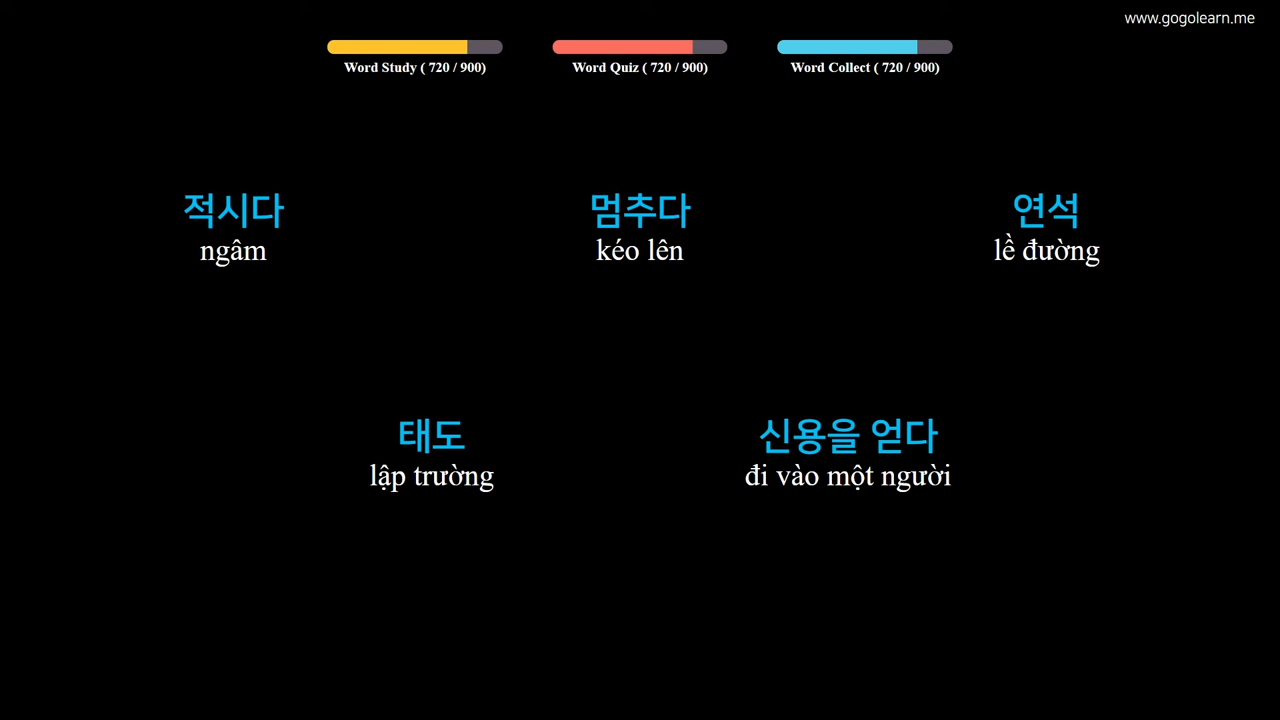 www.gogolearn.me
Word Study ( 720 / 900)
Word Quiz ( 720 / 900)
Word Collect ( 720 / 900)
적시다
ngâm
멈추다
kéo lên
연석
lề đường
태도
lập trường
신용을 얻다
đi vào một người